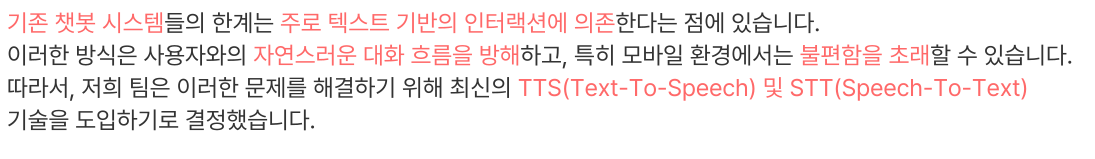 기존 챗봇 시스템들의 한계는 주로 텍스트 기반의 인터랙션에 의존한다는 점에 있습니다.
이러한 방식은 사용자와의 자연스러운 대화 흐름을 방해하고, 특히 모바일 환경에서는 불편함을 초래할 수 있습니다.
따라서, 저희 팀은 이러한 문제를 해결하기 위해 최신의 TTS(Text-To-Speech) 및 STT(Speech-To-Text)
기술을 도입하기로 결정했습니다.